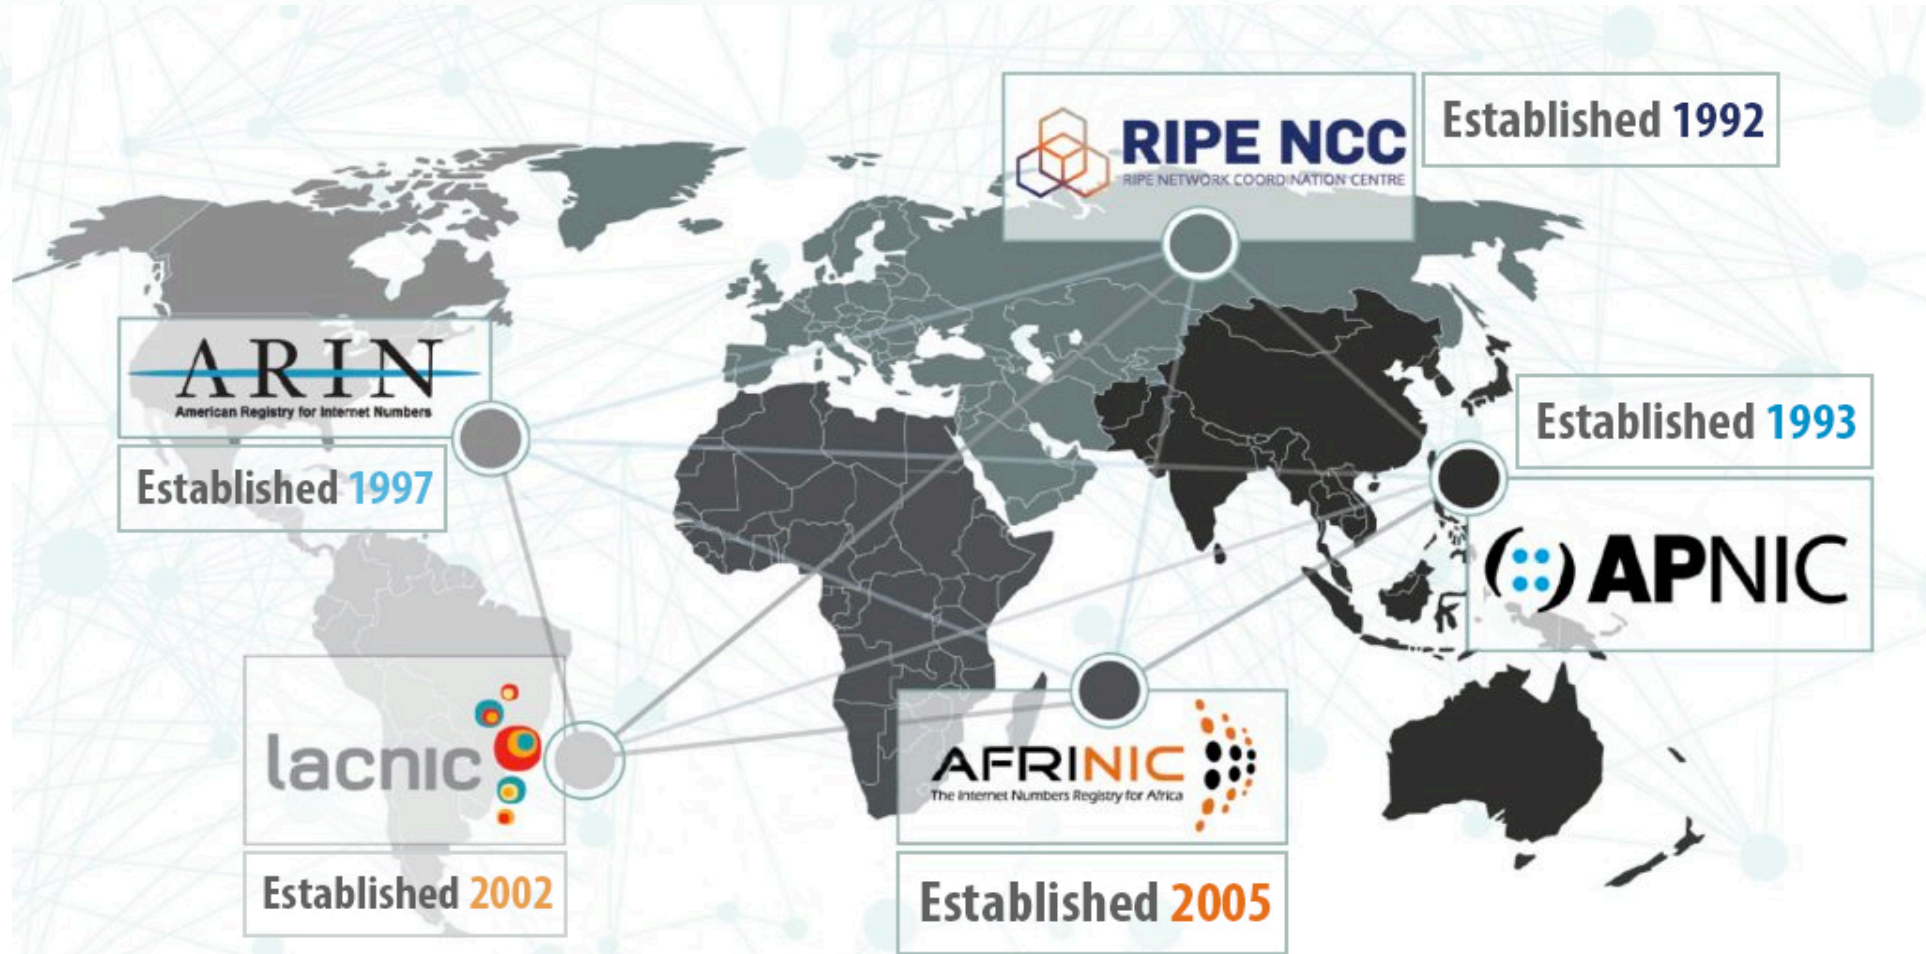 RIPE NCC
RIPE NETWORK COORDINATION CENTRE
Established 1992
ARIN
American Registry for Internet Numbers
Established 1997
Established 1993
APNIC
lacnic
Established 2002
AFRINIC
The Internet Numbers Registry for Africa
Established 2005